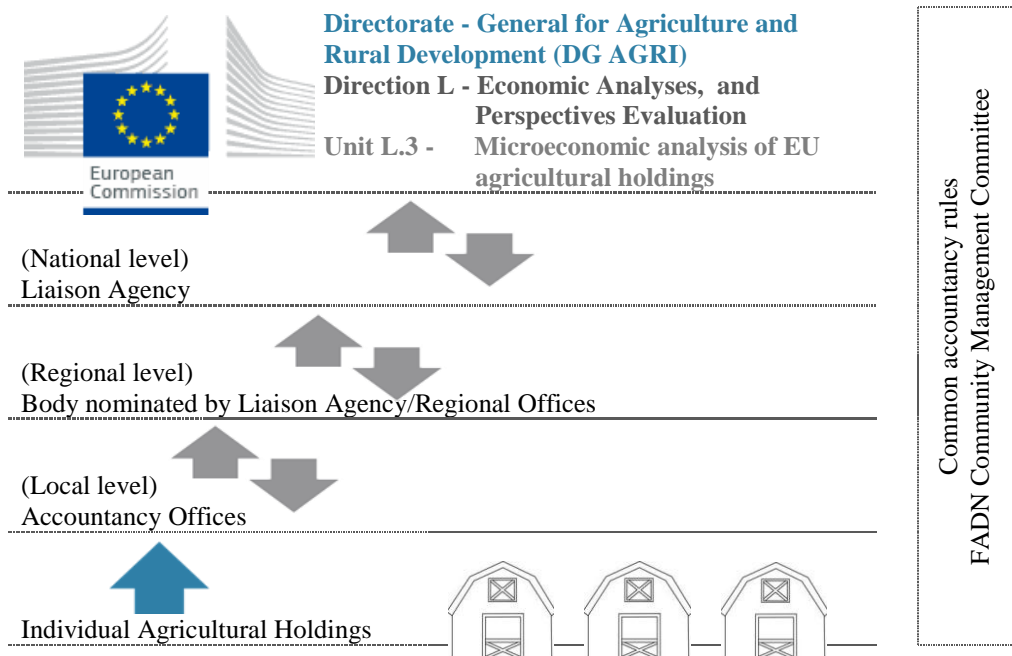 Directorate - General for Agriculture and
Rural Development (DG AGRI)
Direction L - Economic Analyses, and
Perspectives Evaluation
Unit L.3 - Microeconomic analysis of EU
agricultural holdings
European
Commission
(National level)
Liaison Agency
(Regional level)
Body nominated by Liaison Agency/Regional Offices
(Local level)
Accountancy Offices
Individual Agricultural Holdings
Common accountancy rules
FADN Community Management Committee